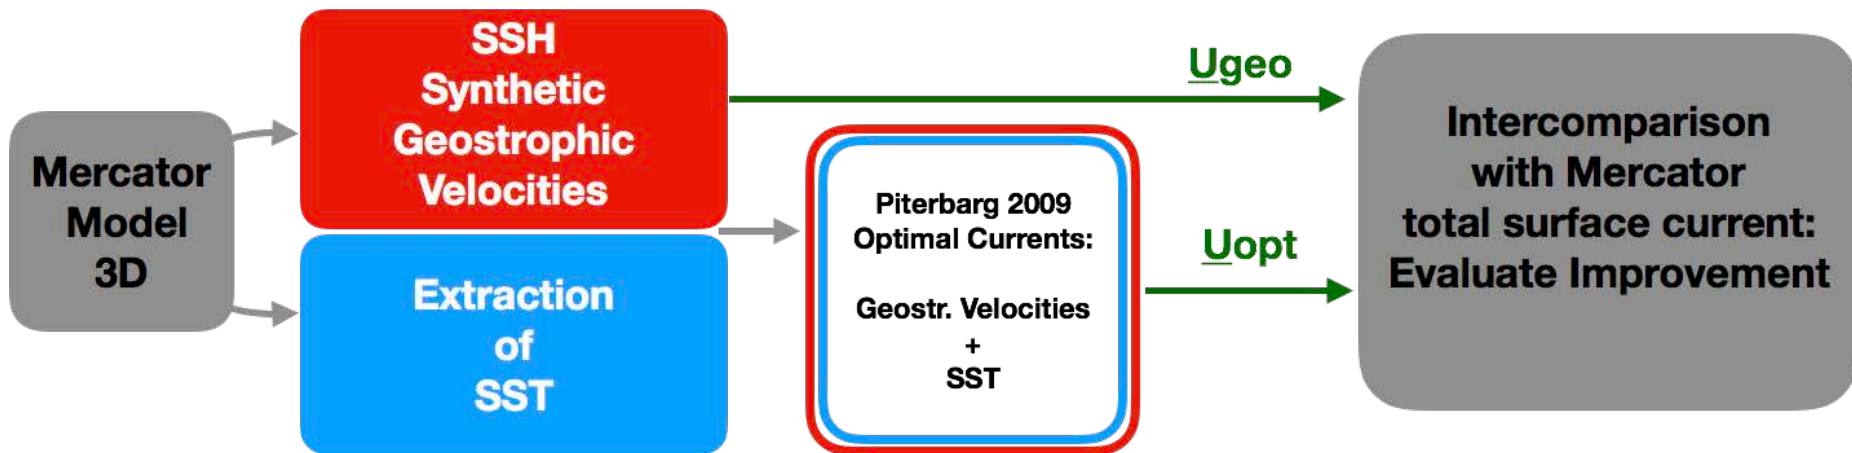 Mercator
Model
3D
SSH
Synthetic
Geostrophic
Velocities
Extraction
of
SST
Piterbarg 2009
Optimal Currents:
Geostr. Velocities
+
SST
Ugeo
Uopt
Intercomparison
with Mercator
total surface current:
Evaluate Improvement